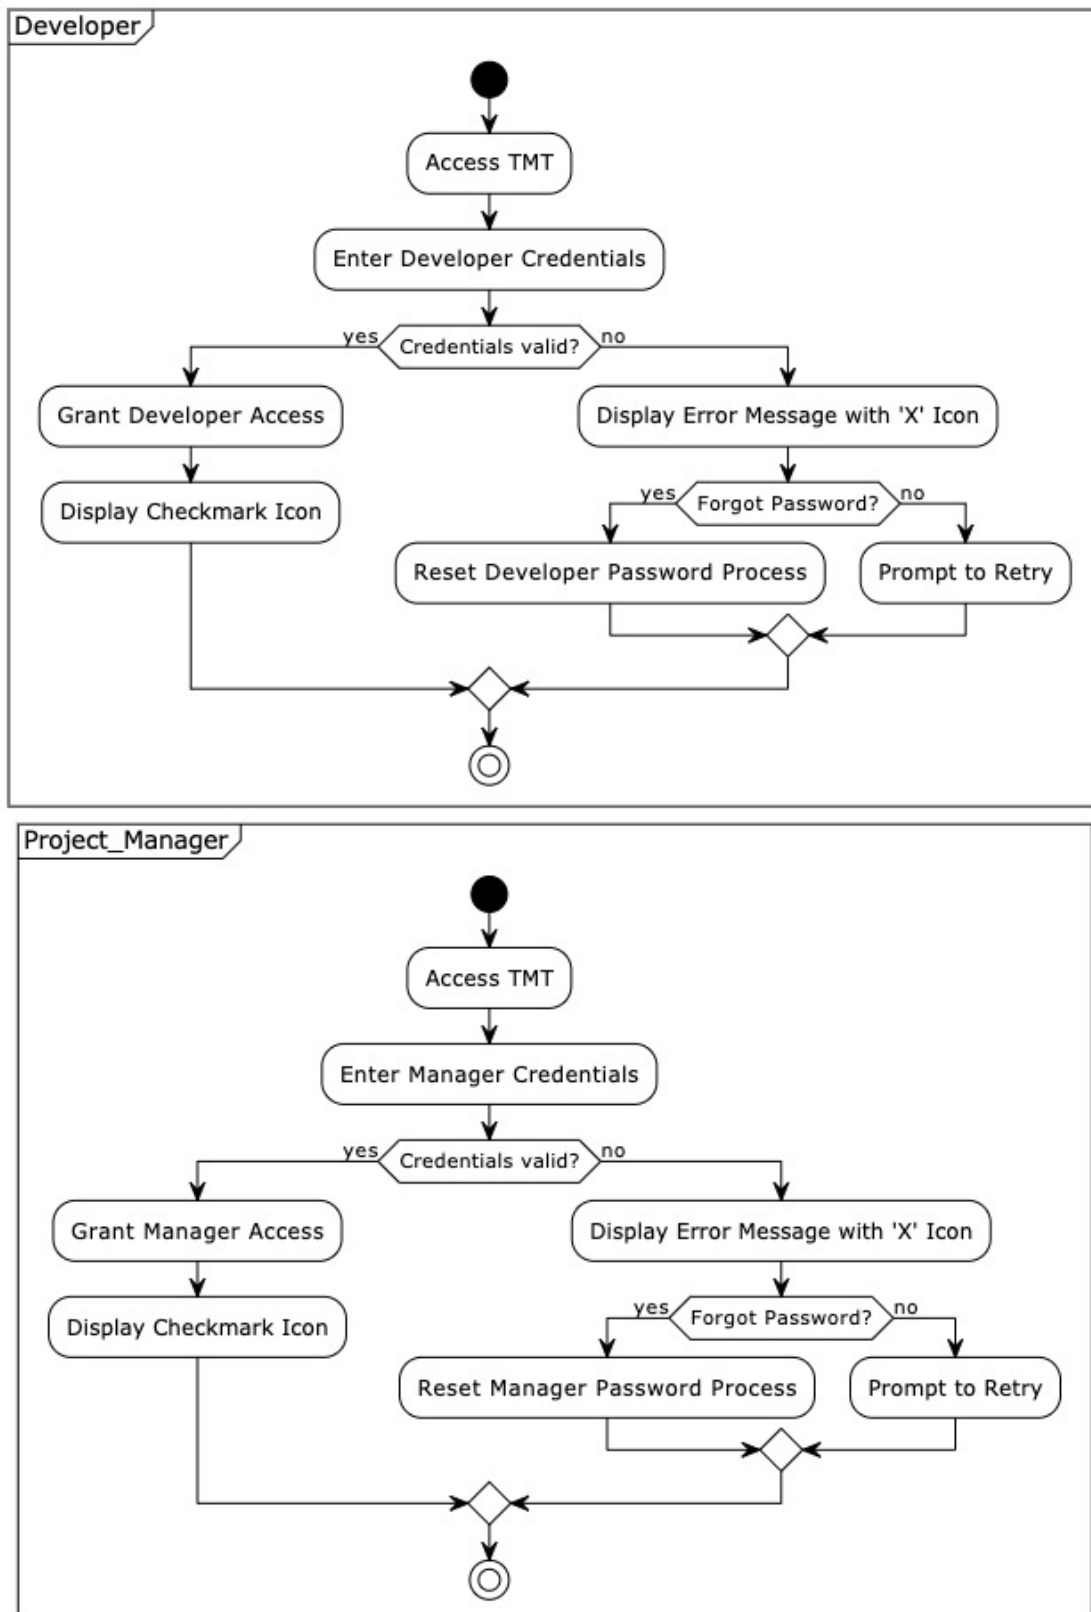 Developer
Access TMT
Enter Developer Credentials
yes
Credentials valid?
no
Grant Developer Access
Display Error Message with 'X' Icon
Display Checkmark Icon
yes
Forgot Password?
no
Reset Developer Password Process
Prompt to Retry
Project_Manager
Access TMT
Enter Manager Credentials
yes
Credentials valid?
no
Grant Manager Access
Display Error Message with 'X' Icon
Display Checkmark Icon
yes
Forgot Password?
no
Reset Manager Password Process
Prompt to Retry